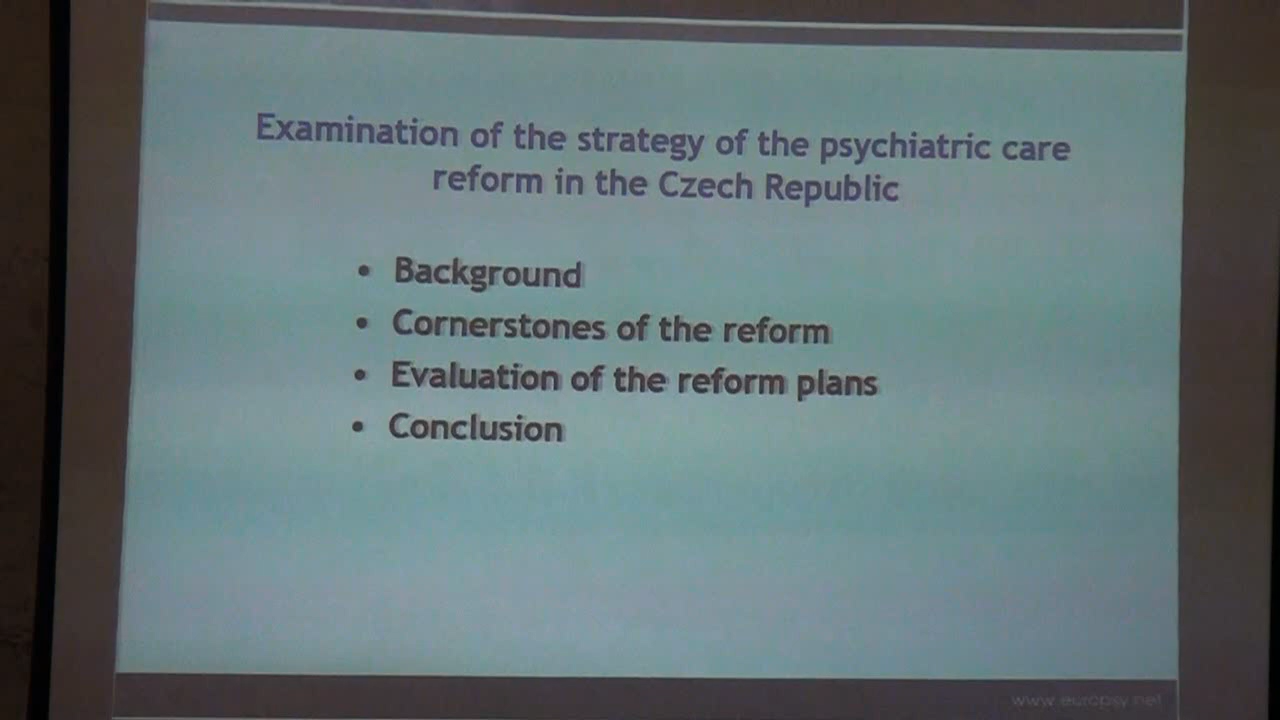 Examination of the strategy of the psychiatric care
reform in the Czech Republic
• Background
• Cornerstones of the reform
• Evaluation of the reform plans
• Conclusion
www.europsy.net